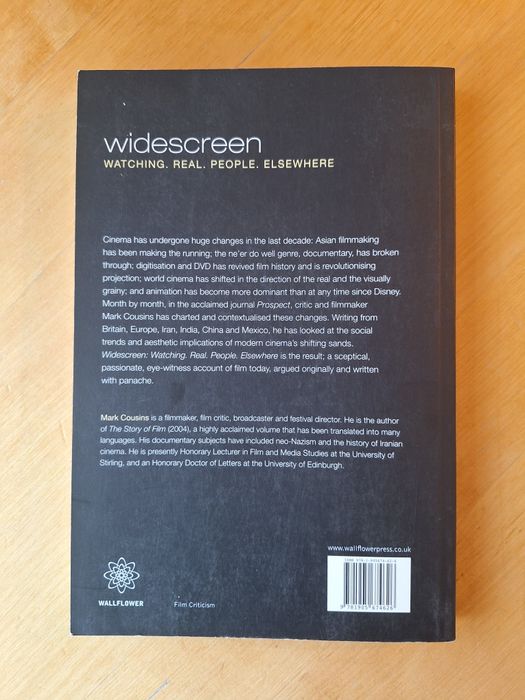 widescreen
WATCHING. REAL. PEOPLE. ELSEWHERE
Cinema has undergone huge changes in the last decade: Asian filmmaking
has been making the running; the ne'er do well genre, documentary, has broken
through; digitisation and DVD has revived film history and is revolutionising
projection; world cinema has shifted in the direction of the real and the visually
grainy; and animation has become more dominant than at any time since Disney.
Month by month, in the acclaimed journal Prospect, critic and filmmaker
Mark Cousins has charted and contextualised these changes. Writing from
Britain, Europe, Iran, India, China and Mexico, he has looked at the social
trends and aesthetic implications of modern cinema's shifting sands.
Widescreen: Watching. Real. People. Elsewhere is the result; a sceptical,
passionate, eye-witness account of film today, argued originally and written
with panache.
Mark Cousins is a filmmaker, film critic, broadcaster and festival director. He is the author
of The Story of Film (2004), a highly acclaimed volume that has been translated into many
languages. His documentary subjects have included neo-Nazism and the history of Iranian
cinema. He is presently Honorary Lecturer in Film and Media Studies at the University of
Stirling, and an Honorary Doctor of Letters at the University of Edinburgh.
www.wallflowerpress.co.uk
ISBN 978-1-905674-62-6
9 781905 674626
WALLFLOWER
Film Criticism